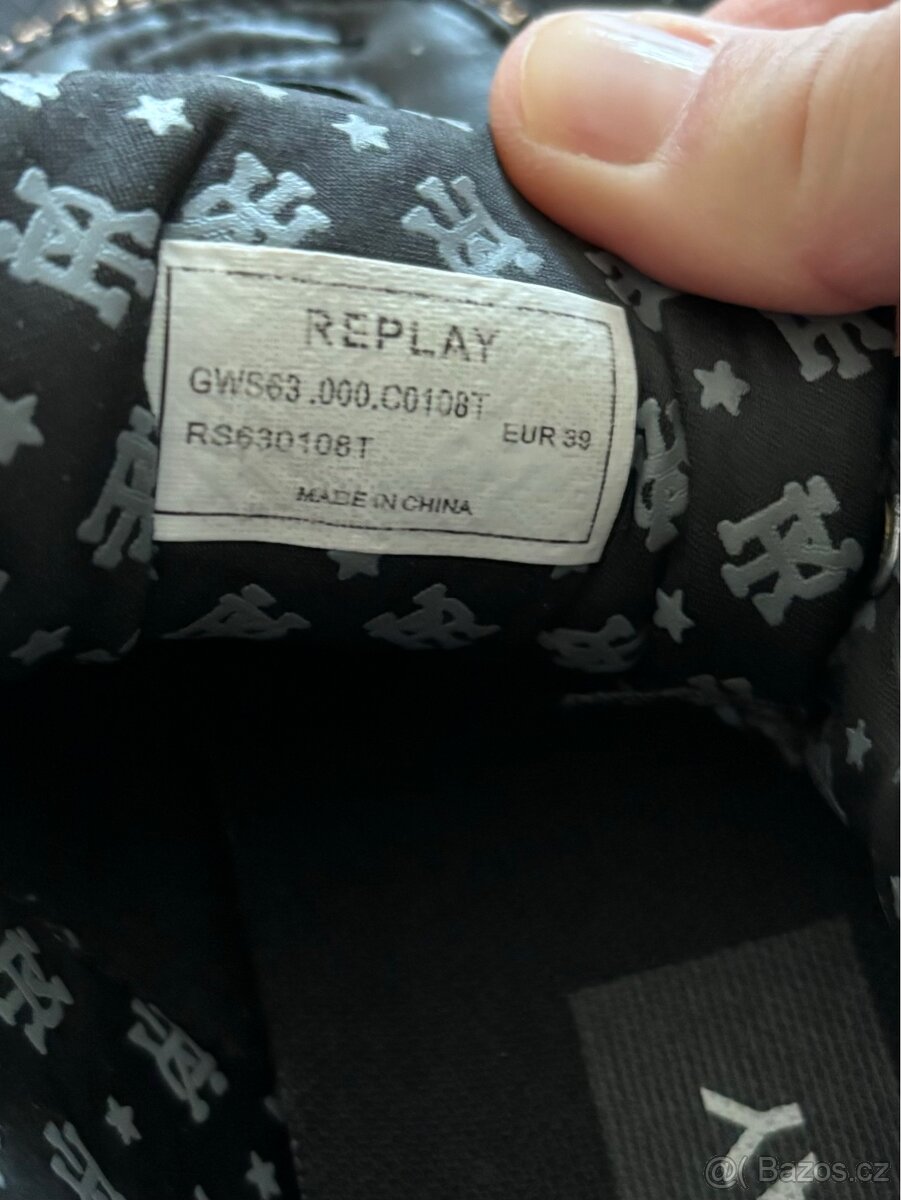 REPLAY
GWS63.000.C0108T
RS630108T EUR 39
MADE IN CHINA
Y
@( Bazos.cz